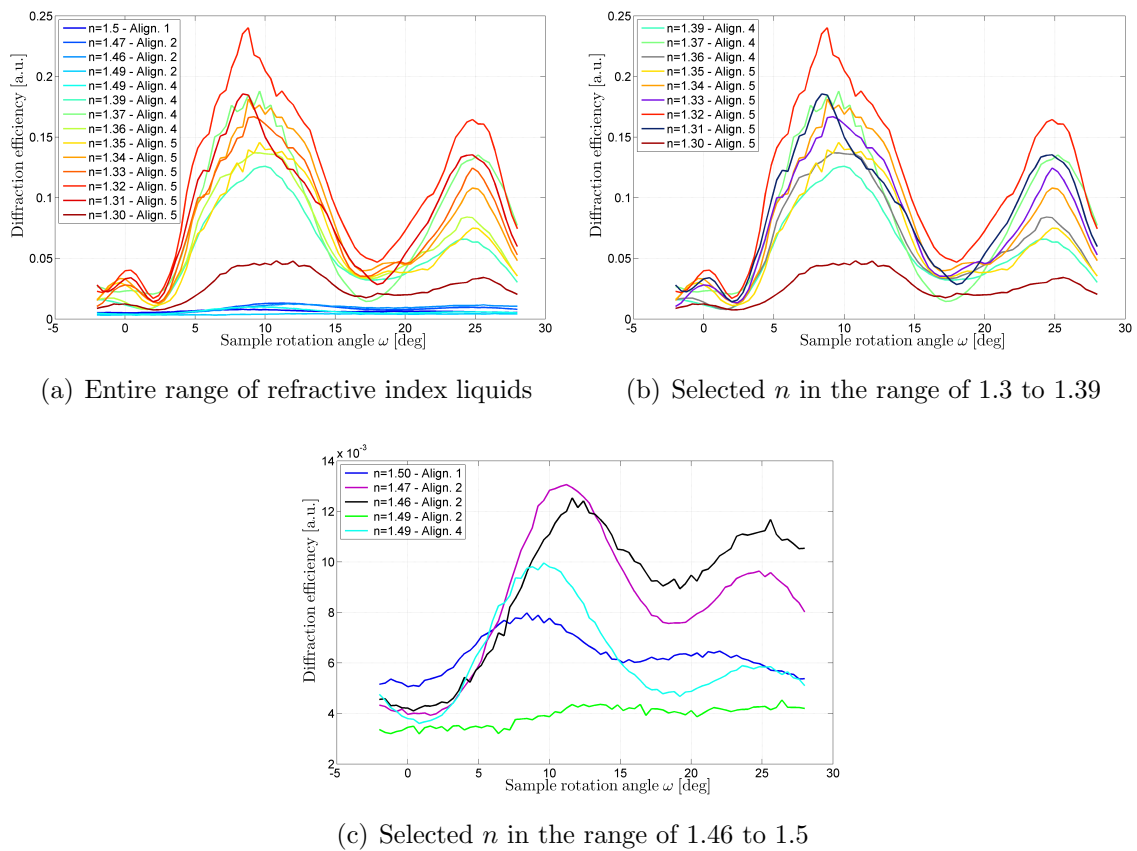 0.25
0.2
0.15
0.1
0.05
0
-5 0 5 10 15 20 25 30
Diffraction efficiency [a.u.]
Sample rotation angle ω [deg]
n=1.5 - Align. 1
n=1.47 - Align. 2
n=1.46 - Align. 2
n=1.49 - Align. 2
n=1.49 - Align. 4
n=1.39 - Align. 4
n=1.37 - Align. 4
n=1.36 - Align. 4
n=1.35 - Align. 5
n=1.34 - Align. 5
n=1.33 - Align. 5
n=1.32 - Align. 5
n=1.31 - Align. 5
n=1.30 - Align. 5
(a) Entire range of refractive index liquids
0.25
0.2
0.15
0.1
0.05
0
-5 0 5 10 15 20 25 30
Diffraction efficiency [a.u.]
Sample rotation angle ω [deg]
n=1.39 - Align. 4
n=1.37 - Align. 4
n=1.36 - Align. 4
n=1.35 - Align. 5
n=1.34 - Align. 5
n=1.33 - Align. 5
n=1.32 - Align. 5
n=1.31 - Align. 5
n=1.30 - Align. 5
(b) Selected n in the range of 1.3 to 1.39
x 10⁻³
14
12
10
8
6
4
2
-5 0 5 10 15 20 25 30
Diffraction efficiency [a.u.]
Sample rotation angle ω [deg]
n=1.50 - Align. 1
n=1.47 - Align. 2
n=1.46 - Align. 2
n=1.49 - Align. 2
n=1.49 - Align. 4
(c) Selected n in the range of 1.46 to 1.5